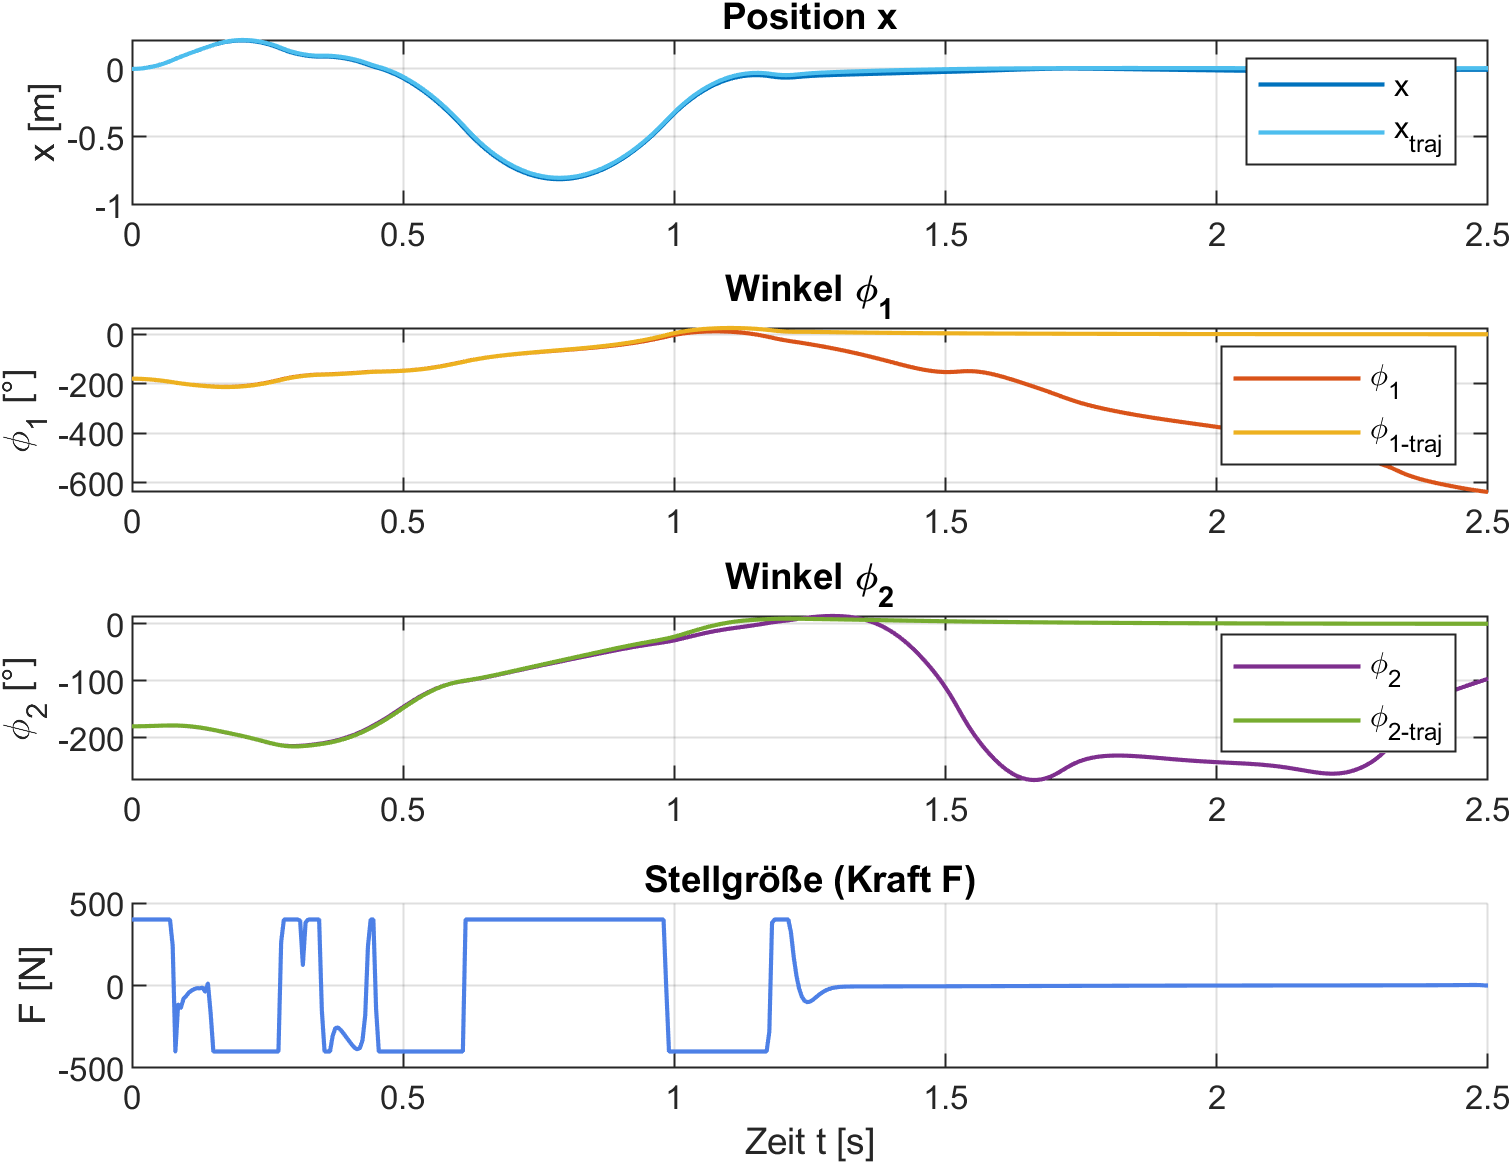 Position x
x [m]
0
-0.5
-1
x
x_traj
0 0.5 1 1.5 2 2.5
Winkel ϕ_1
ϕ_1 [°]
0
-200
-400
-600
ϕ_1
ϕ_1-traj
0 0.5 1 1.5 2 2.5
Winkel ϕ_2
ϕ_2 [°]
0
-100
-200
ϕ_2
ϕ_2-traj
0 0.5 1 1.5 2 2.5
Stellgröße (Kraft F)
F [N]
500
0
-500
0 0.5 1 1.5 2 2.5
Zeit t [s]